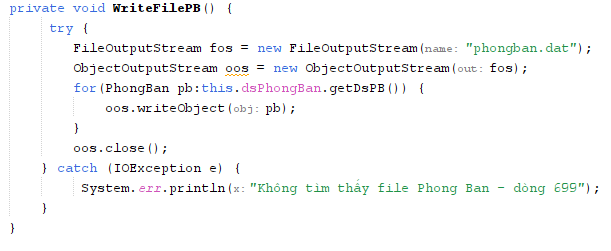 private void WriteFilePB() {
try {
FileOutputStream fos = new FileOutputStream(name: "phongban.dat");
ObjectOutputStream oos = new ObjectOutputStream(out: fos);
for(PhongBan pb:this.dsPhongBan.getDsPB()) {
oos.writeObject(obj: pb);
}
oos.close();
} catch (IOException e) {
System.err.println(x: "Không tìm thấy file Phong Ban - dòng 699");
}
}